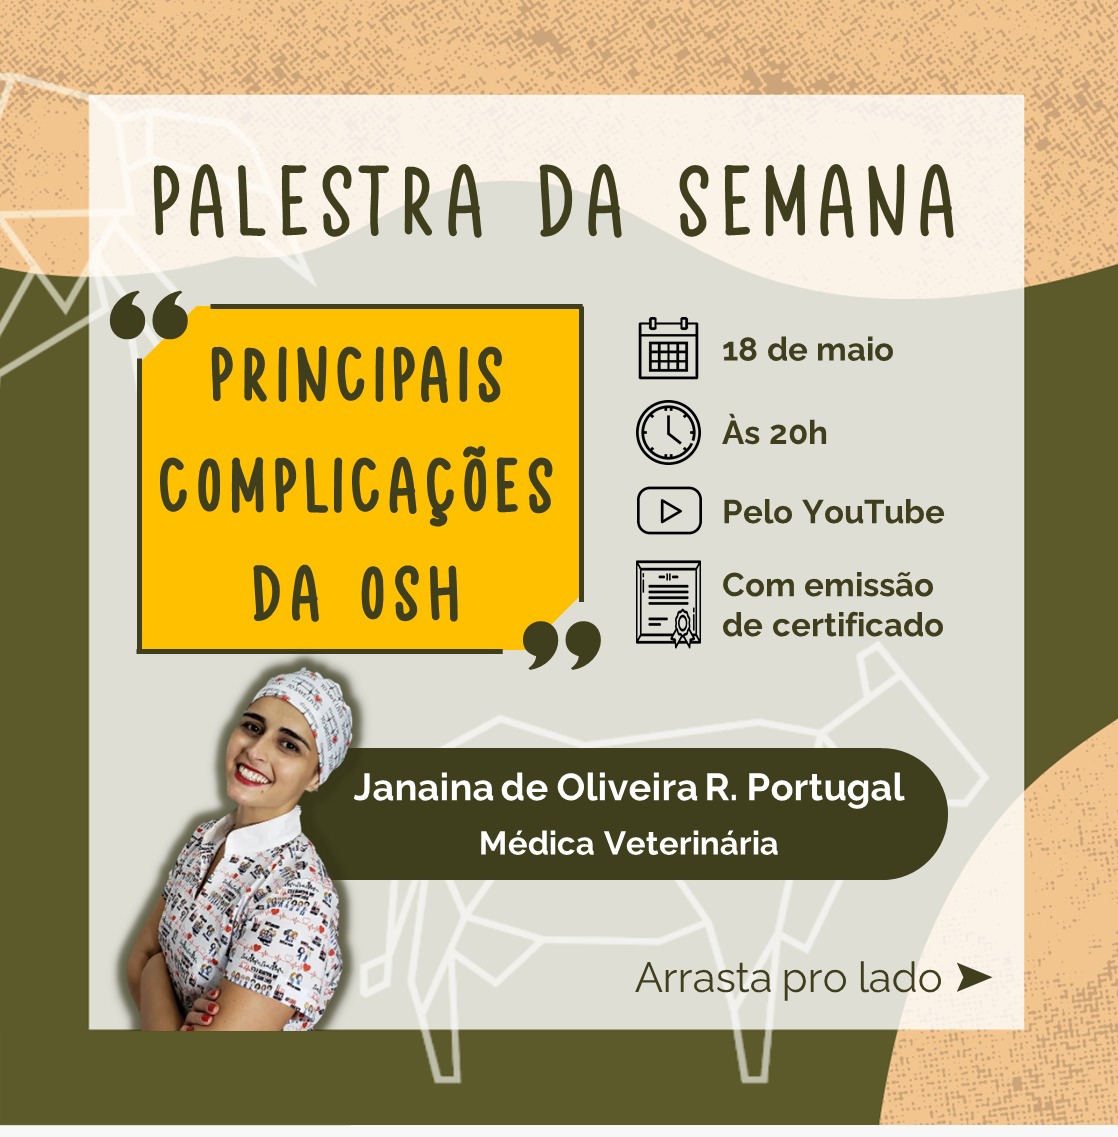 PALESTRA DA SEMANA
“
PRINCIPAIS
COMPLICAÇÕES
DA OSH
”
18 de maio
Às 20h
Pelo YouTube
Com emissão
de certificado
Janaina de Oliveira R. Portugal
Médica Veterinária
Arrasta pro lado